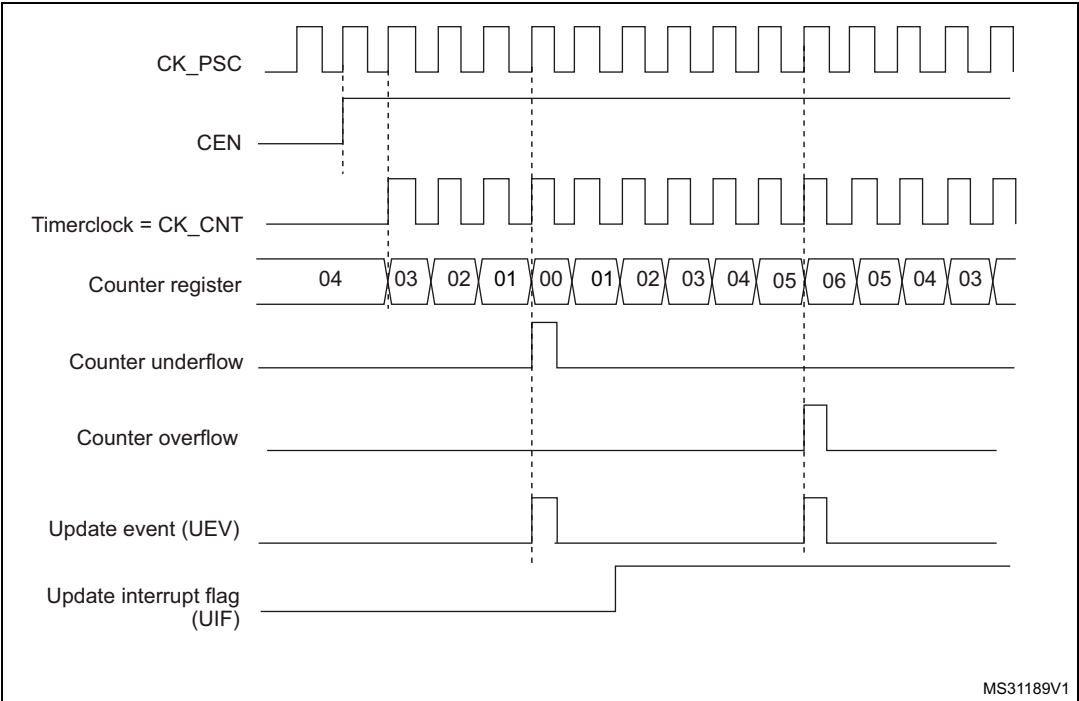 CK_PSC
CEN
Timerclock = CK_CNT
Counter register 04 03 02 01 00 01 02 03 04 05 06 05 04 03
Counter underflow
Counter overflow
Update event (UEV)
Update interrupt flag
(UIF)
MS31189V1